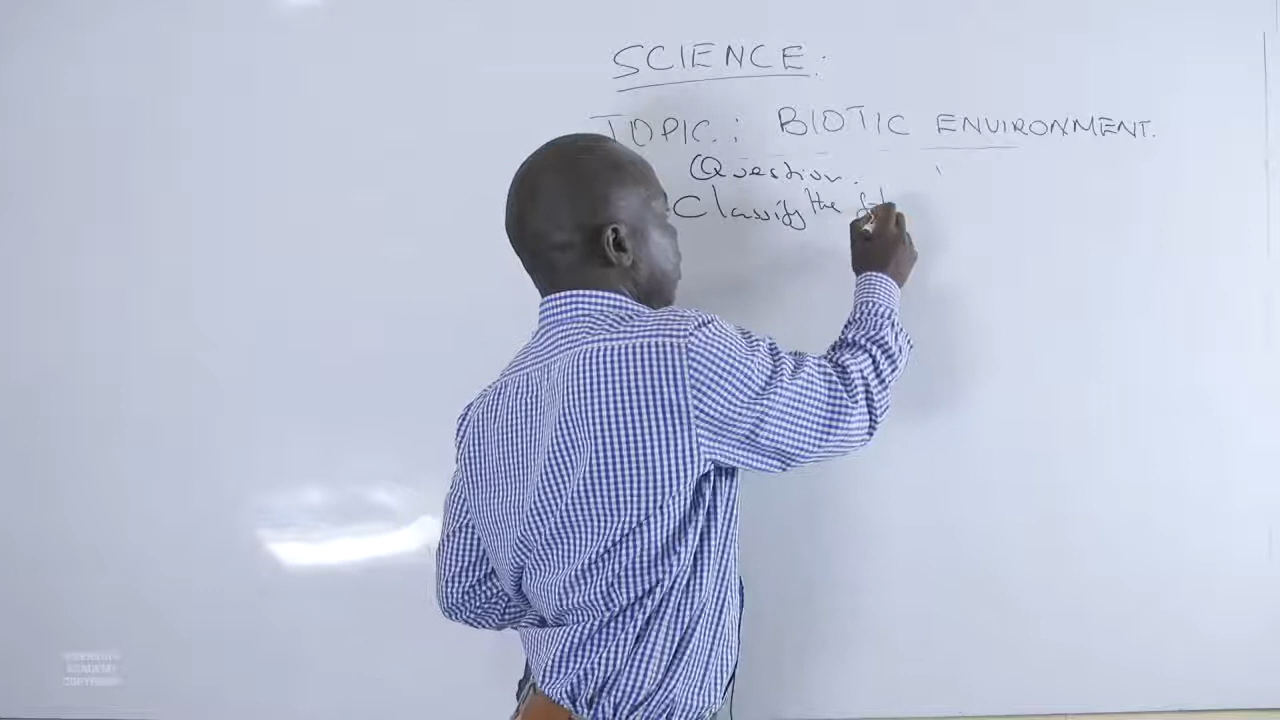 SCIENCE:
TOPIC: BIOTIC ENVIRONMENT.
Question.
Classify the